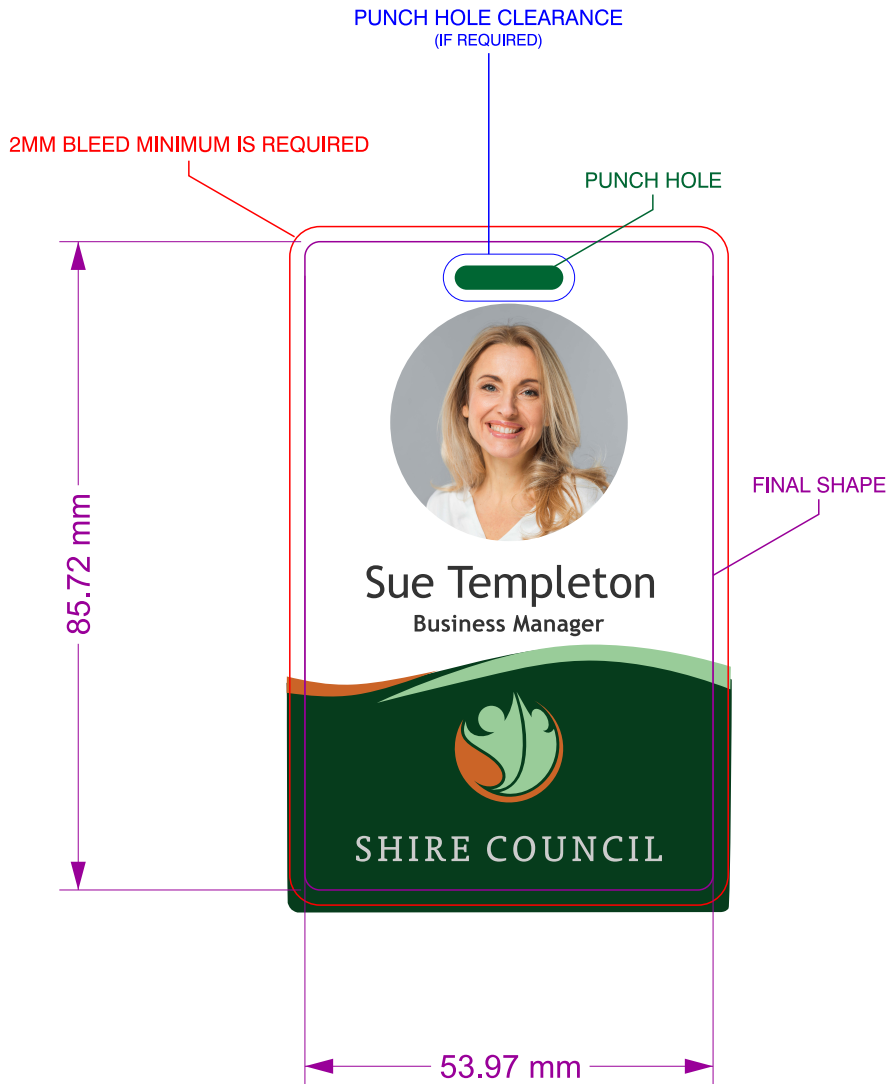 PUNCH HOLE CLEARANCE
(IF REQUIRED)
2MM BLEED MINIMUM IS REQUIRED
PUNCH HOLE
FINAL SHAPE
85.72 mm
Sue Templeton
Business Manager
SHIRE COUNCIL
53.97 mm